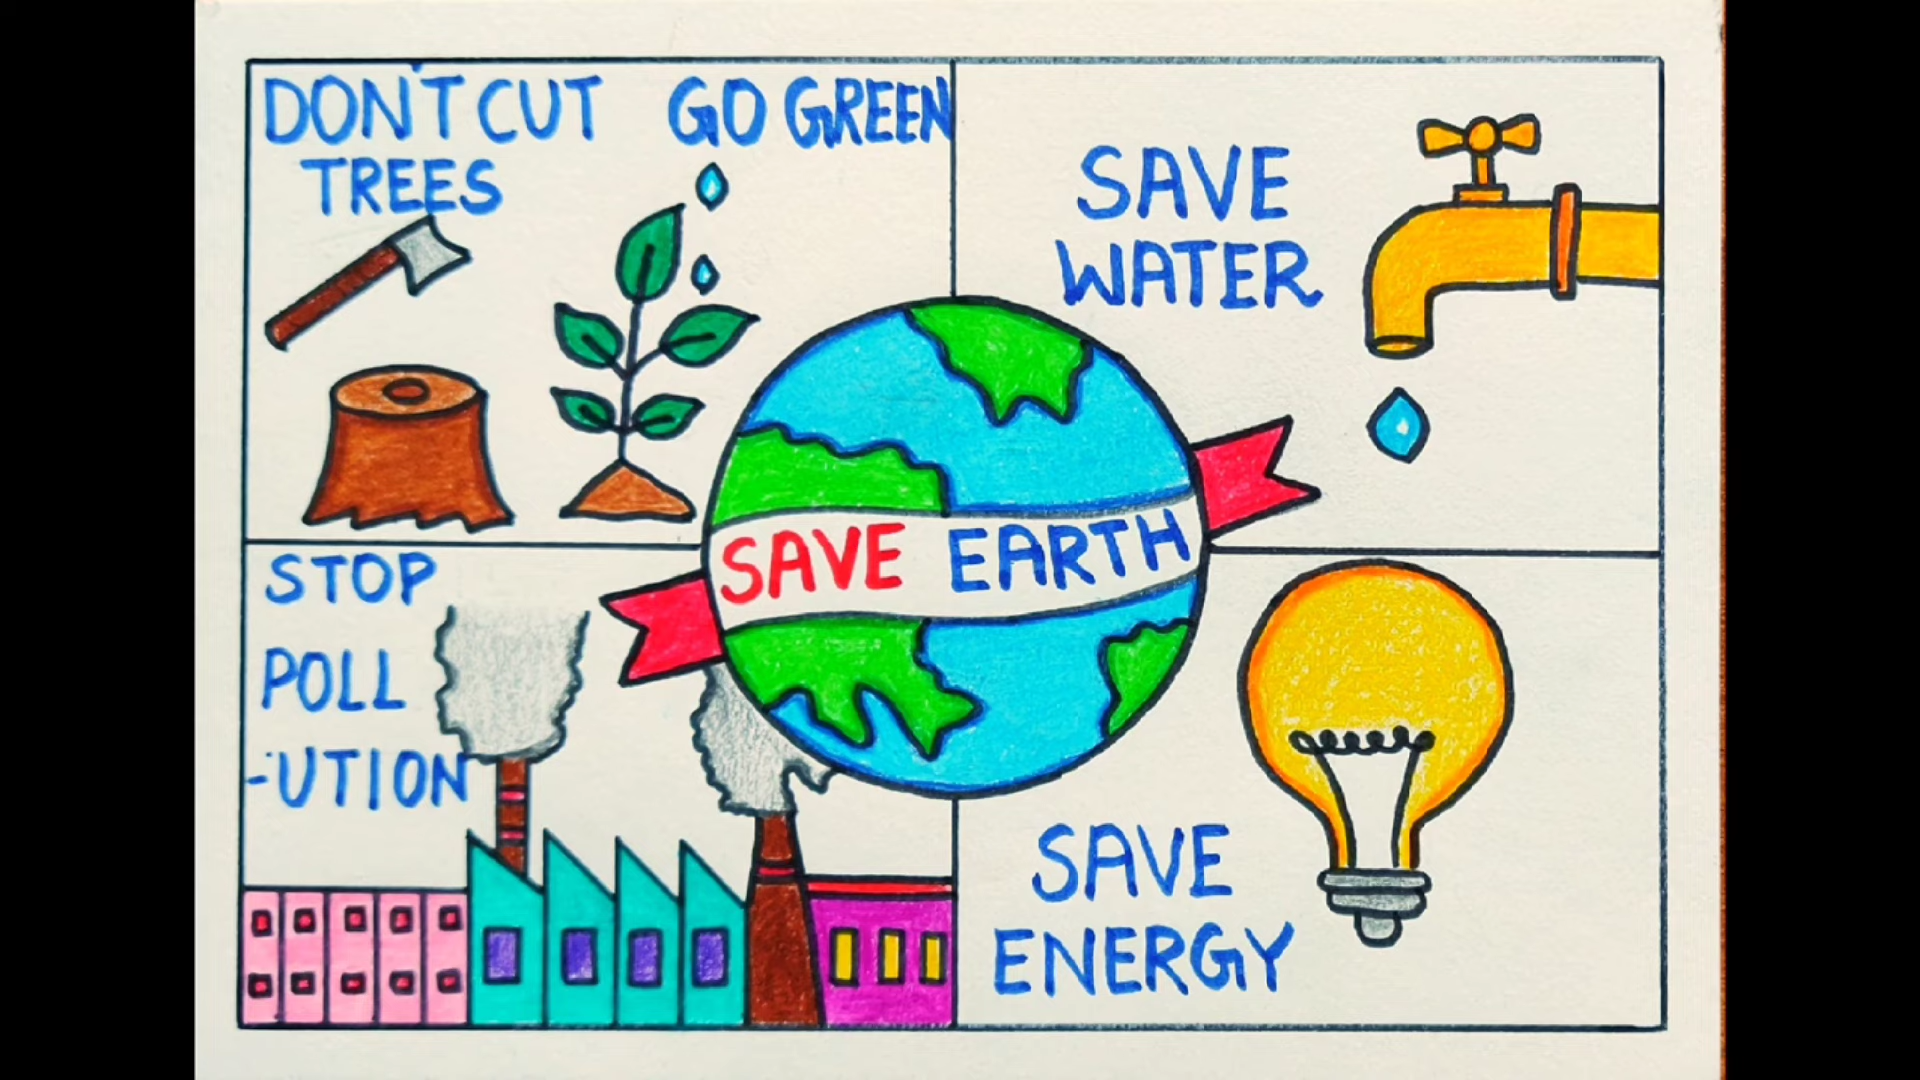 DON'T CUT
TREES
GO GREEN
SAVE
WATER
SAVE EARTH
STOP
POLL
-UTION
SAVE
ENERGY